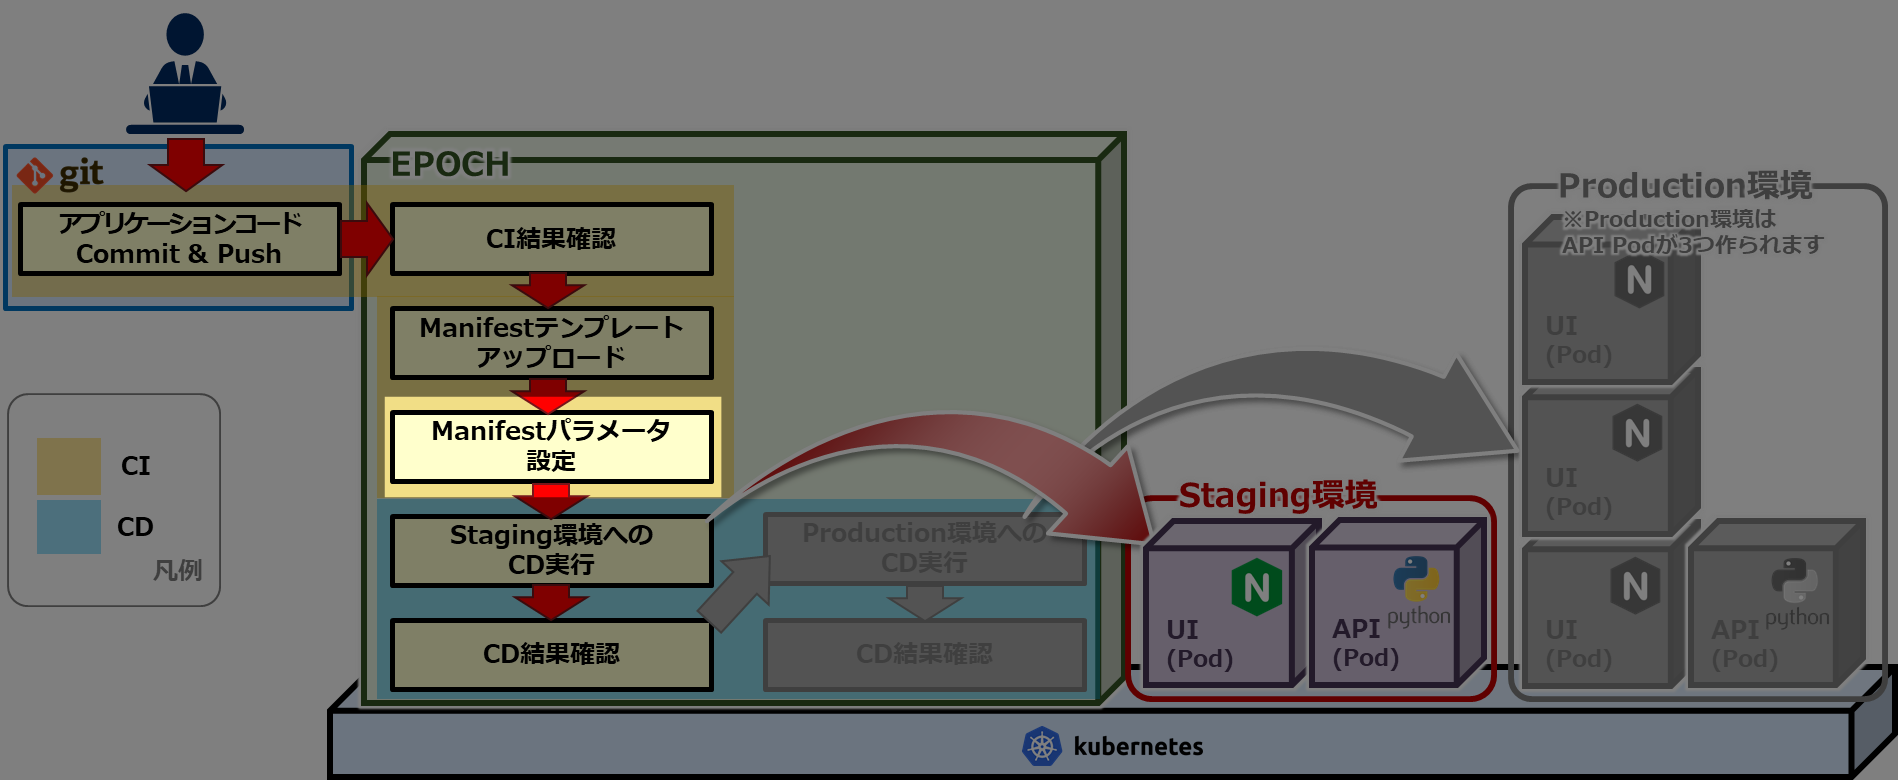 git
アプリケーションコード
Commit & Push
EPOCH
CI結果確認
Manifestテンプレート
アップロード
Manifestパラメータ
設定
Staging環境への
CD実行
CD結果確認
Production環境への
CD実行
CD結果確認
CI
CD
凡例
Staging環境
UI
(Pod)
API
(Pod)
python
Production環境
※Production環境は
API Podが3つ作られます
UI
(Pod)
UI
(Pod)
UI
(Pod)
API
(Pod)
python
kubernetes